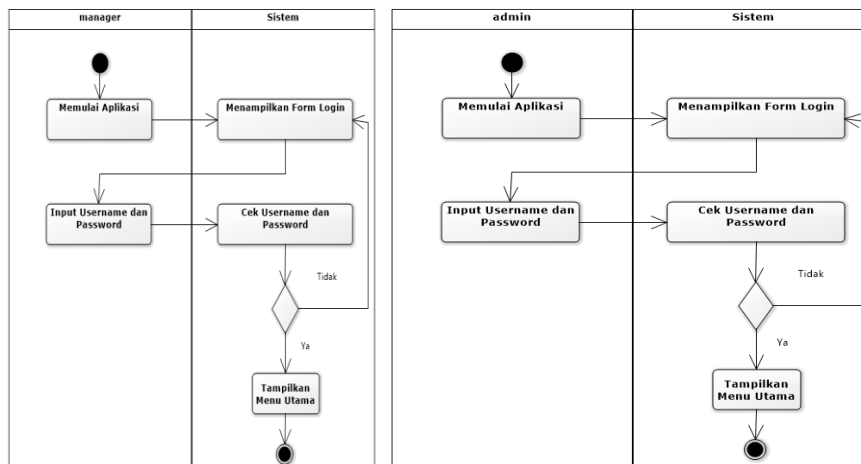 manager
Sistem
Memulai Aplikasi
Menampilkan Form Login
Input Username dan
Password
Cek Username dan
Password
Tidak
Ya
Tampilkan
Menu Utama
admin
Sistem
Memulai Aplikasi
Menampilkan Form Login
Input Username dan
Password
Cek Username dan
Password
Tidak
Ya
Tampilkan
Menu Utama